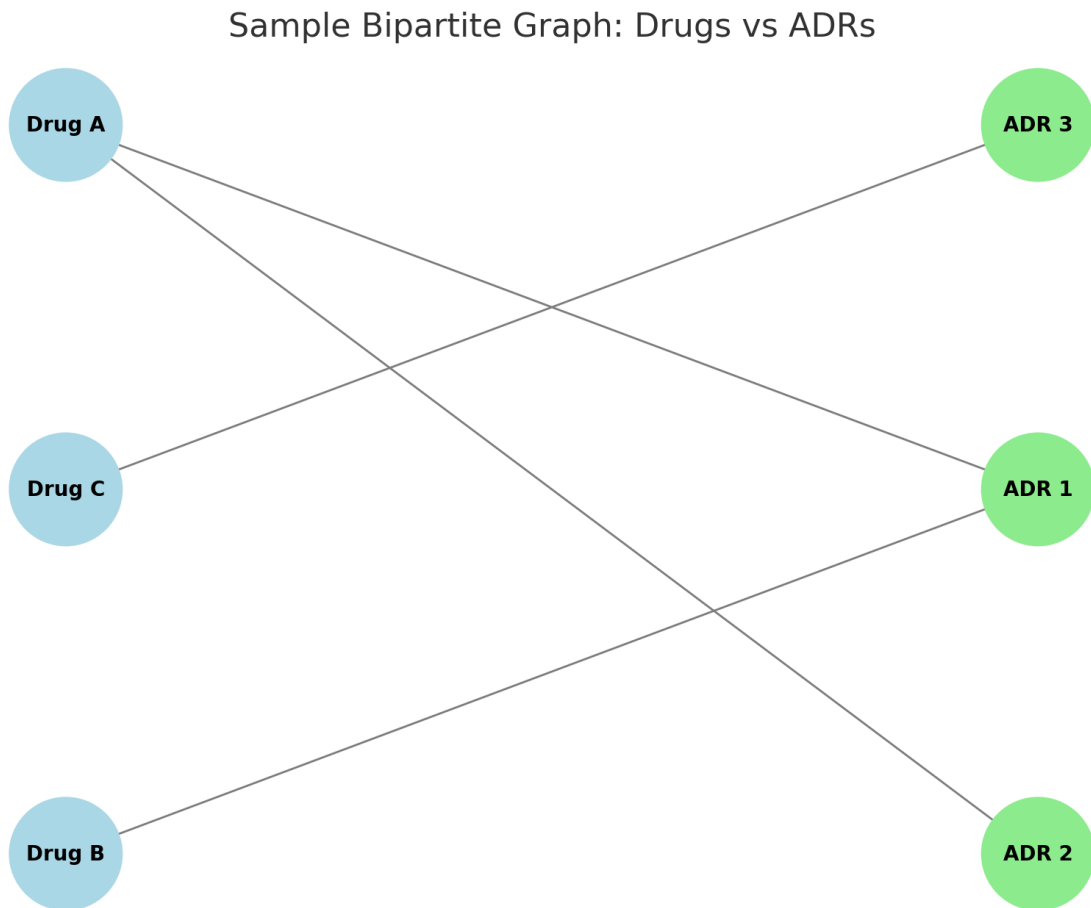 Sample Bipartite Graph: Drugs vs ADRs
Drug A
ADR 3
Drug C
ADR 1
Drug B
ADR 2